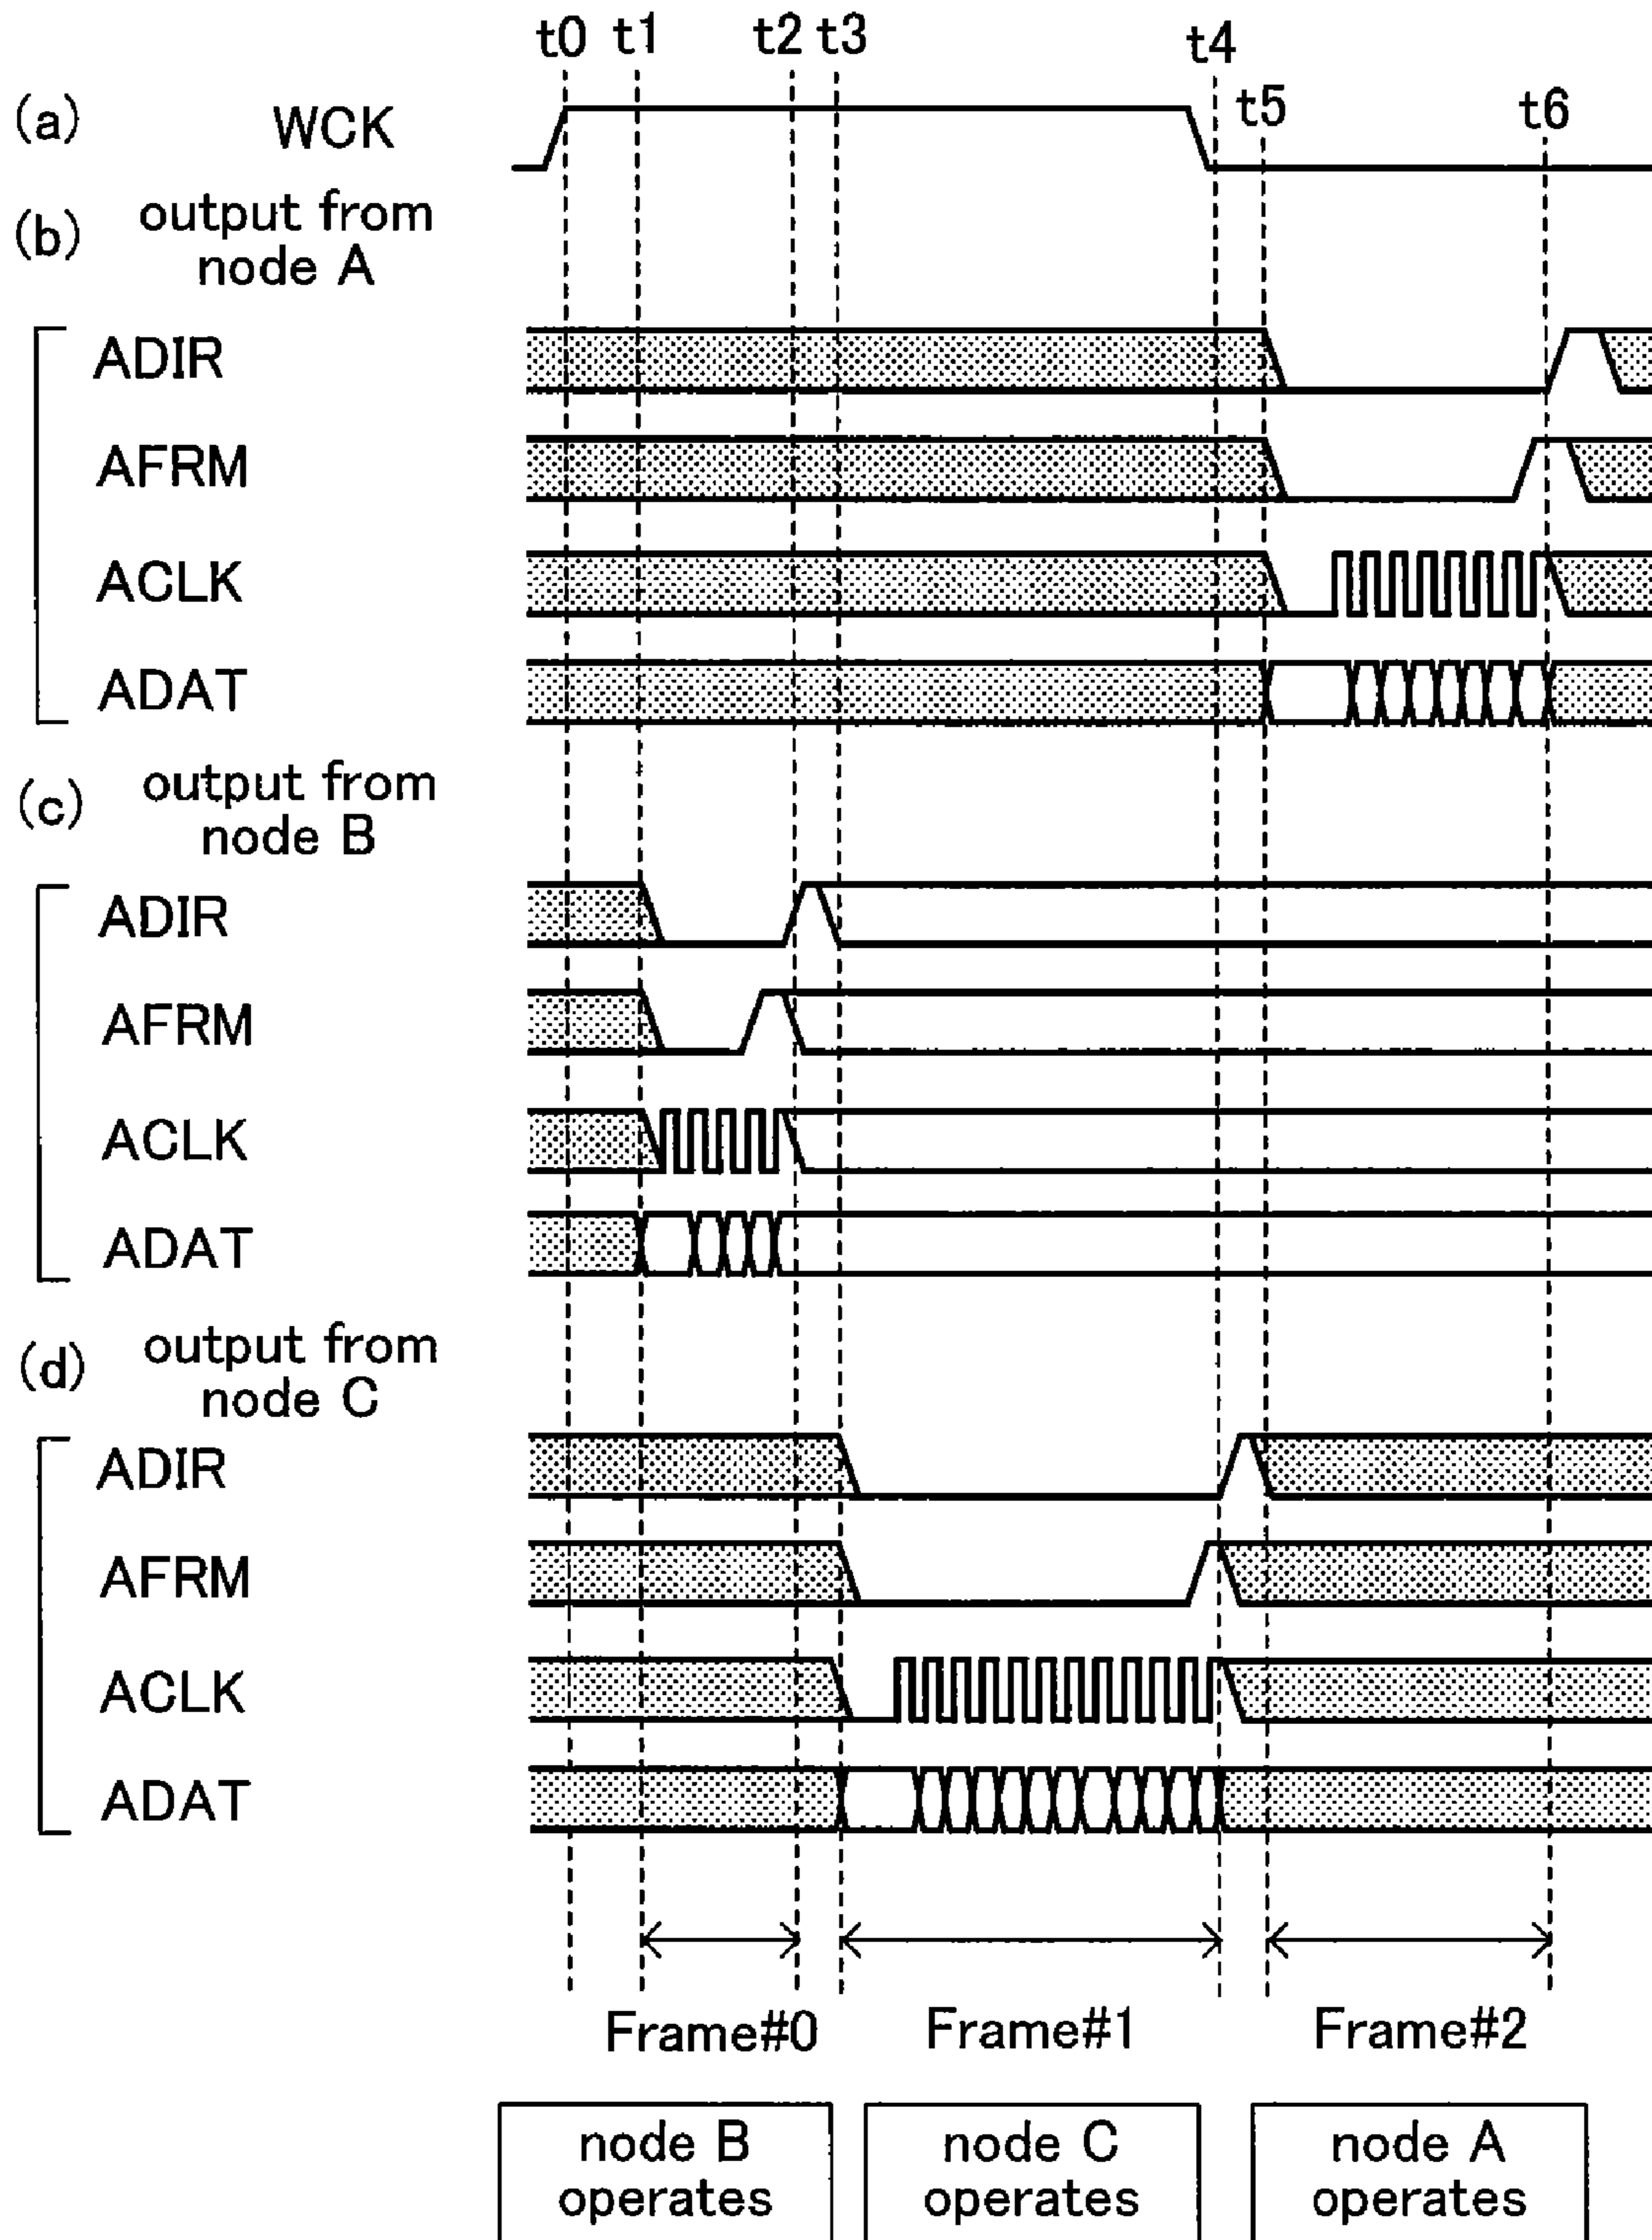 t0 t1 t2 t3 t4 t5 t6
(a) WCK
(b) output from
node A
ADIR
AFRM
ACLK
ADAT
(c) output from
node B
ADIR
AFRM
ACLK
ADAT
(d) output from
node C
ADIR
AFRM
ACLK
ADAT
Frame#0 Frame#1 Frame#2
node B
operates
node C
operates
node A
operates